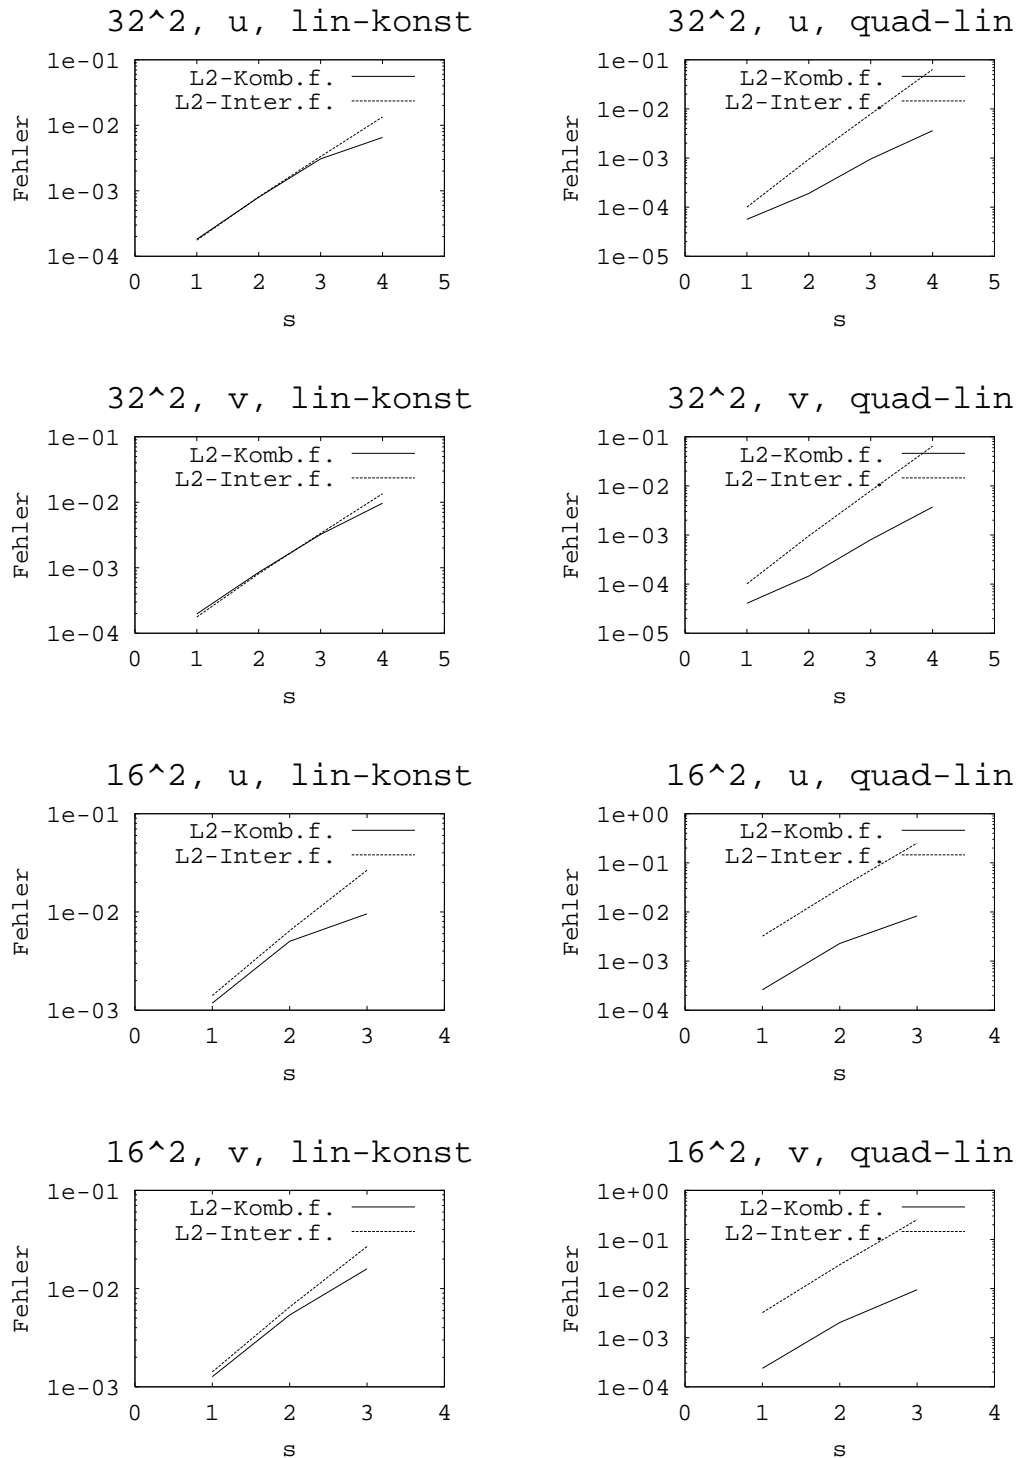 32^2, u, lin-konst
1e-01
1e-02
1e-03
1e-04
Fehler
L2-Komb.f.
L2-Inter.f.
0 1 2 3 4 5
s
32^2, u, quad-lin
1e-01
1e-02
1e-03
1e-04
1e-05
Fehler
L2-Komb.f.
L2-Inter.f.
0 1 2 3 4 5
s
32^2, v, lin-konst
1e-01
1e-02
1e-03
1e-04
Fehler
L2-Komb.f.
L2-Inter.f.
0 1 2 3 4 5
s
32^2, v, quad-lin
1e-01
1e-02
1e-03
1e-04
1e-05
Fehler
L2-Komb.f.
L2-Inter.f.
0 1 2 3 4 5
s
16^2, u, lin-konst
1e-01
1e-02
1e-03
Fehler
L2-Komb.f.
L2-Inter.f.
0 1 2 3 4
s
16^2, u, quad-lin
1e+00
1e-01
1e-02
1e-03
1e-04
Fehler
L2-Komb.f.
L2-Inter.f.
0 1 2 3 4
s
16^2, v, lin-konst
1e-01
1e-02
1e-03
Fehler
L2-Komb.f.
L2-Inter.f.
0 1 2 3 4
s
16^2, v, quad-lin
1e+00
1e-01
1e-02
1e-03
1e-04
Fehler
L2-Komb.f.
L2-Inter.f.
0 1 2 3 4
s